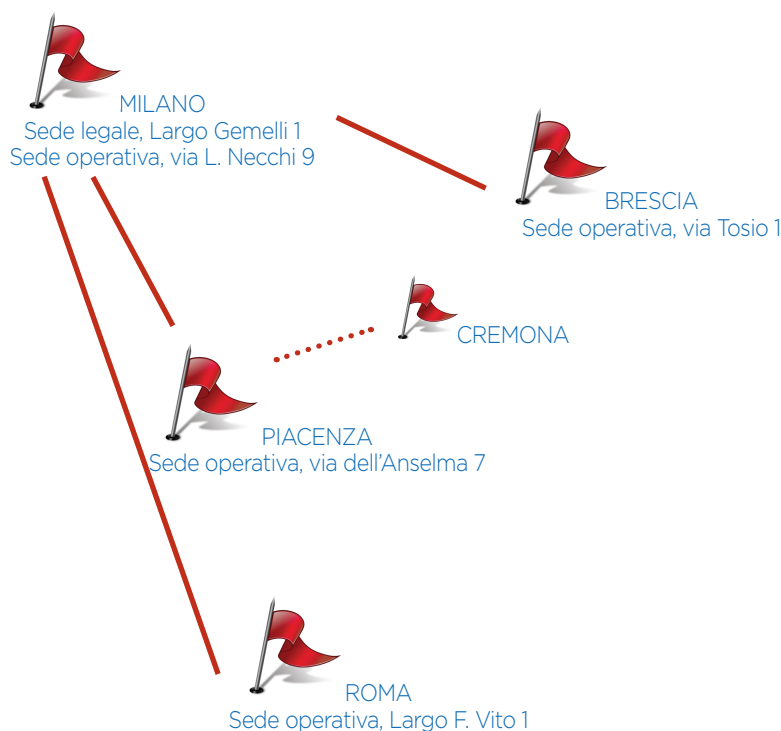 MILANO
Sede legale, Largo Gemelli 1
Sede operativa, via L. Necchi 9
BRESCIA
Sede operativa, via Tosio 1
CREMONA
PIACENZA
Sede operativa, via dell'Anselma 7
ROMA
Sede operativa, Largo F. Vito 1